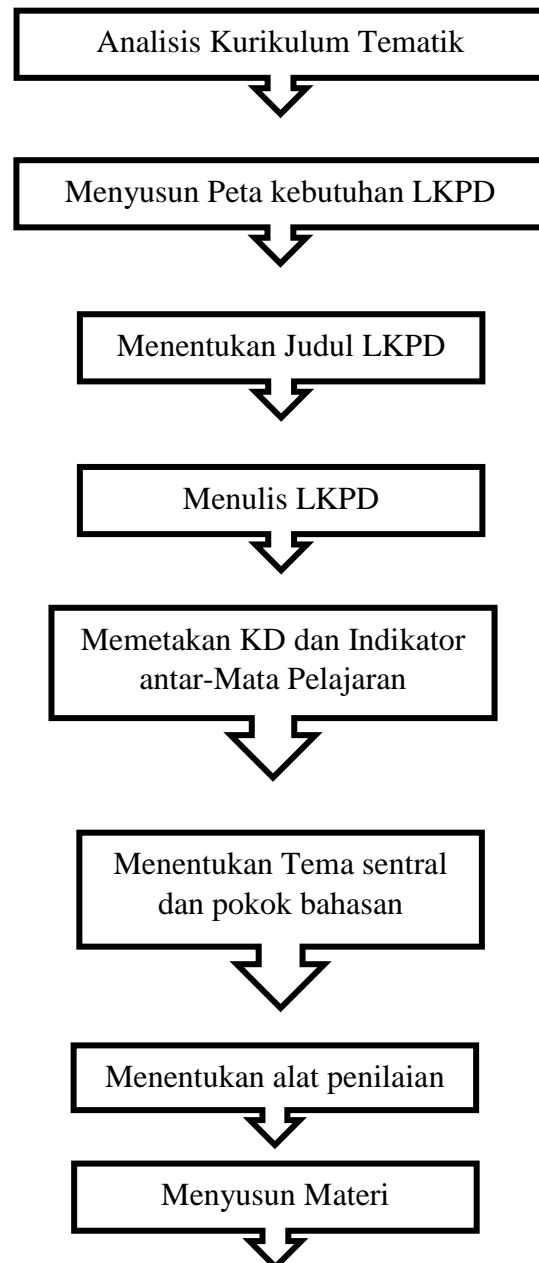 Analisis Kurikulum Tematik
Menyusun Peta kebutuhan LKPD
Menentukan Judul LKPD
Menulis LKPD
Memetakan KD dan Indikator
antar-Mata Pelajaran
Menentukan Tema sentral
dan pokok bahasan
Menentukan alat penilaian
Menyusun Materi